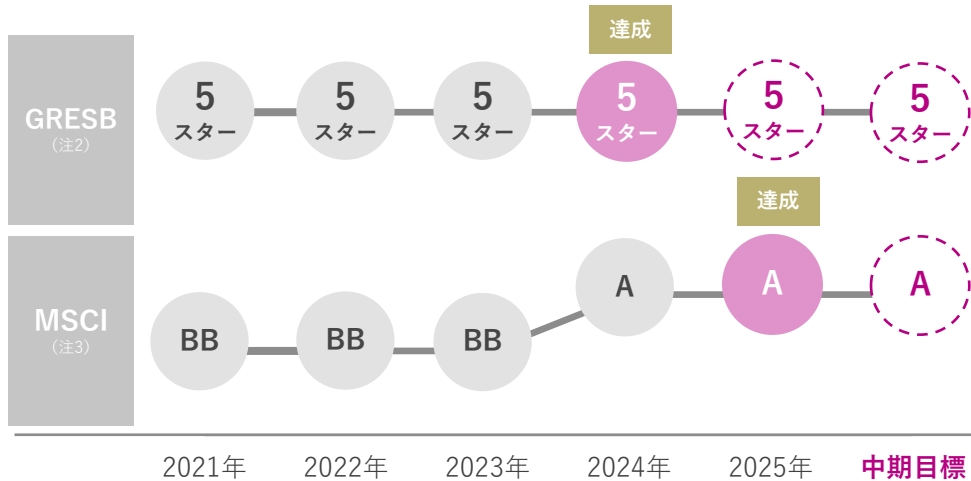 達成
GRESB
（注2）
5
スター
5
スター
5
スター
5
スター
5
スター
5
スター
達成
MSCI
（注3）
BB
BB
BB
A
A
A
2021年
2022年
2023年
2024年
2025年
中期目標